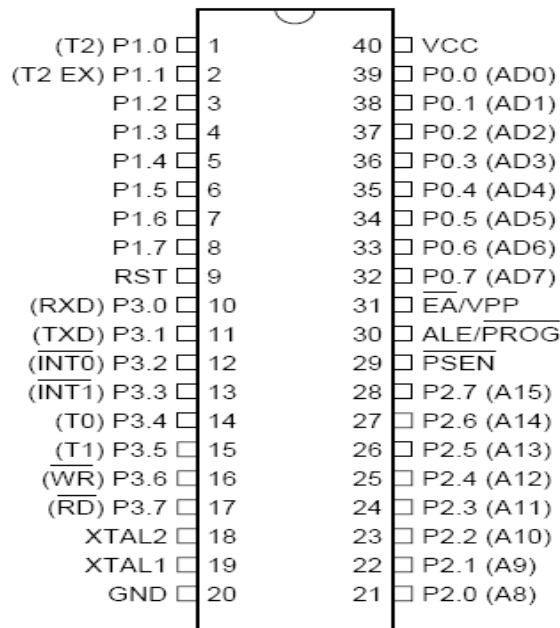 (T2) P1.0 1 40 VCC
(T2 EX) P1.1 2 39 P0.0 (AD0)
P1.2 3 38 P0.1 (AD1)
P1.3 4 37 P0.2 (AD2)
P1.4 5 36 P0.3 (AD3)
P1.5 6 35 P0.4 (AD4)
P1.6 7 34 P0.5 (AD5)
P1.7 8 33 P0.6 (AD6)
RST 9 32 P0.7 (AD7)
(RXD) P3.0 10 31 E̅A̅/VPP
(TXD) P3.1 11 30 ALE/P̅R̅O̅G̅
(I̅N̅T̅0̅) P3.2 12 29 P̅S̅E̅N̅
(I̅N̅T̅1̅) P3.3 13 28 P2.7 (A15)
(T0) P3.4 14 27 P2.6 (A14)
(T1) P3.5 15 26 P2.5 (A13)
(W̅R̅) P3.6 16 25 P2.4 (A12)
(R̅D̅) P3.7 17 24 P2.3 (A11)
XTAL2 18 23 P2.2 (A10)
XTAL1 19 22 P2.1 (A9)
GND 20 21 P2.0 (A8)